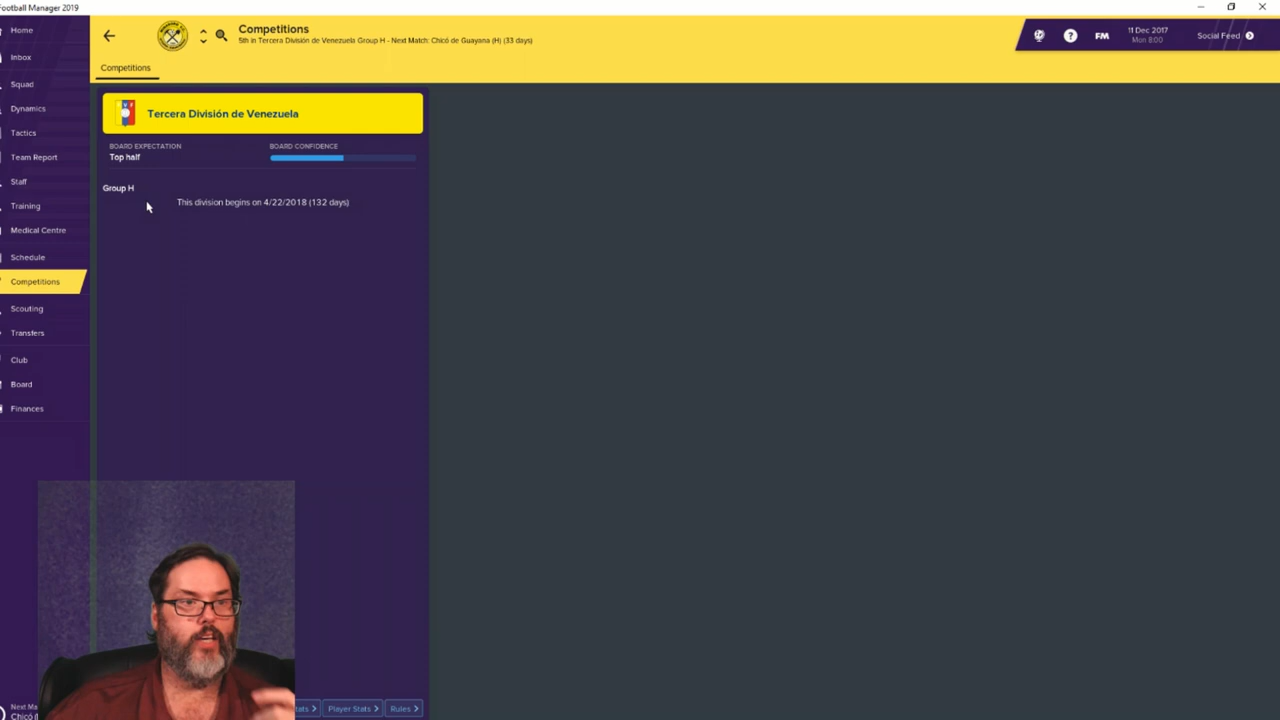 Football Manager 2019
Home
Inbox
Squad
Dynamics
Tactics
Team Report
Staff
Training
Medical Centre
Schedule
Competitions
Scouting
Transfers
Club
Board
Finances
Competitions
5th in Tercera División de Venezuela Group H - Next Match: Chicó de Guayana (H) (33 days)
FM
11 Dec 2017
Mon 8:00
Social Feed
Competitions
Tercera División de Venezuela
BOARD EXPECTATION
Top half
BOARD CONFIDENCE
Group H
This division begins on 4/22/2018 (132 days)
Player Stats
Rules
Next Ma
Chicó